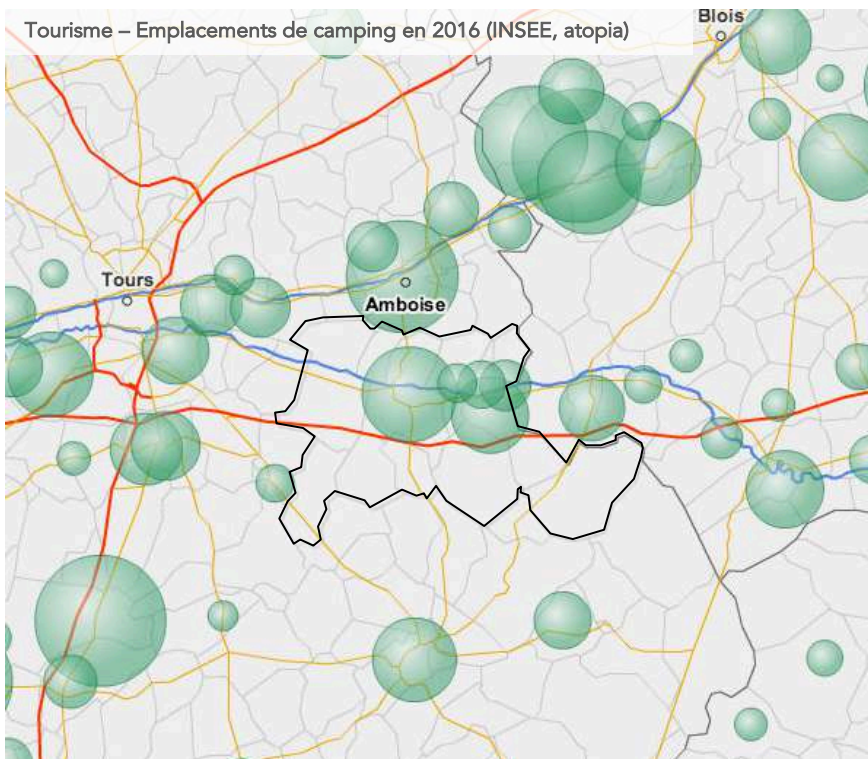 Tourisme – Emplacements de camping en 2016 (INSEE, atopia)
Blois
Tours
Amboise